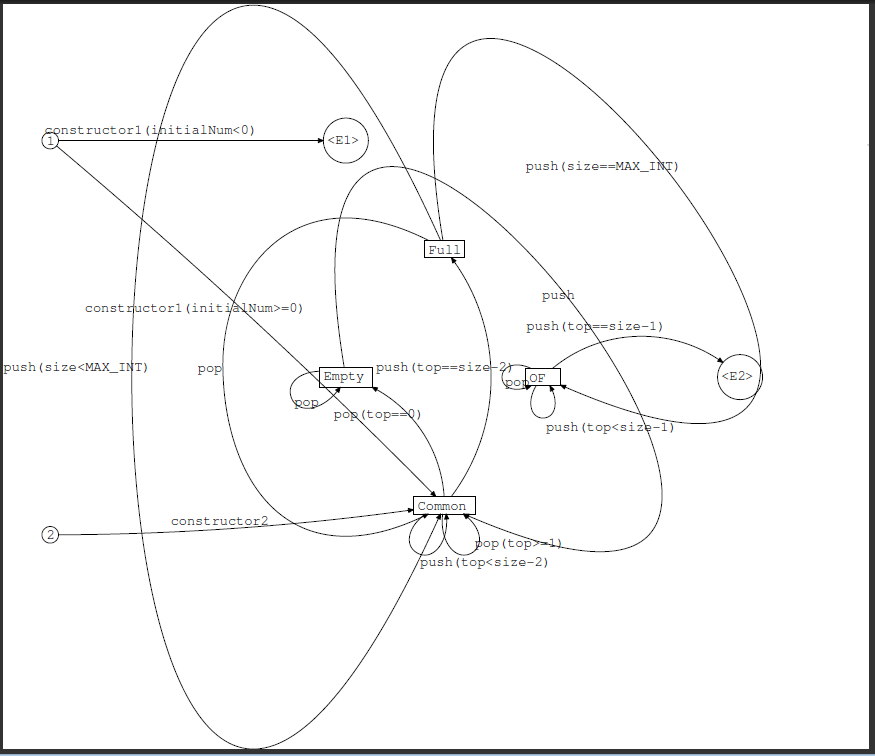 constructor1(initialNum<0)
1
<E1>
push(size==MAX_INT)
Full
push
constructor1(initialNum>=0)
push(top==size-1)
push(size<MAX_INT)
pop
push(top==size-2)
Empty
pop
OF
<E2>
pop
pop(top==0)
push(top<size-1)
Common
constructor2
2
pop(top>=1)
push(top<size-2)